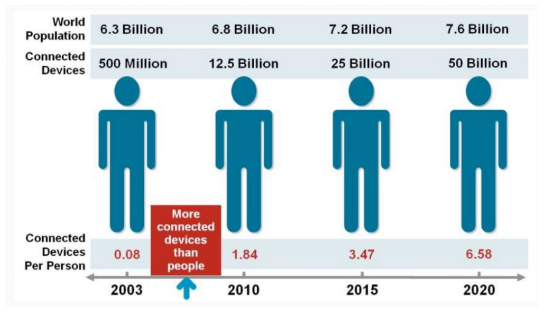 World Population 6.3 Billion 6.8 Billion 7.2 Billion 7.6 Billion
Connected Devices 500 Million 12.5 Billion 25 Billion 50 Billion
More connected devices than people
Connected Devices Per Person 0.08 1.84 3.47 6.58
2003 2010 2015 2020